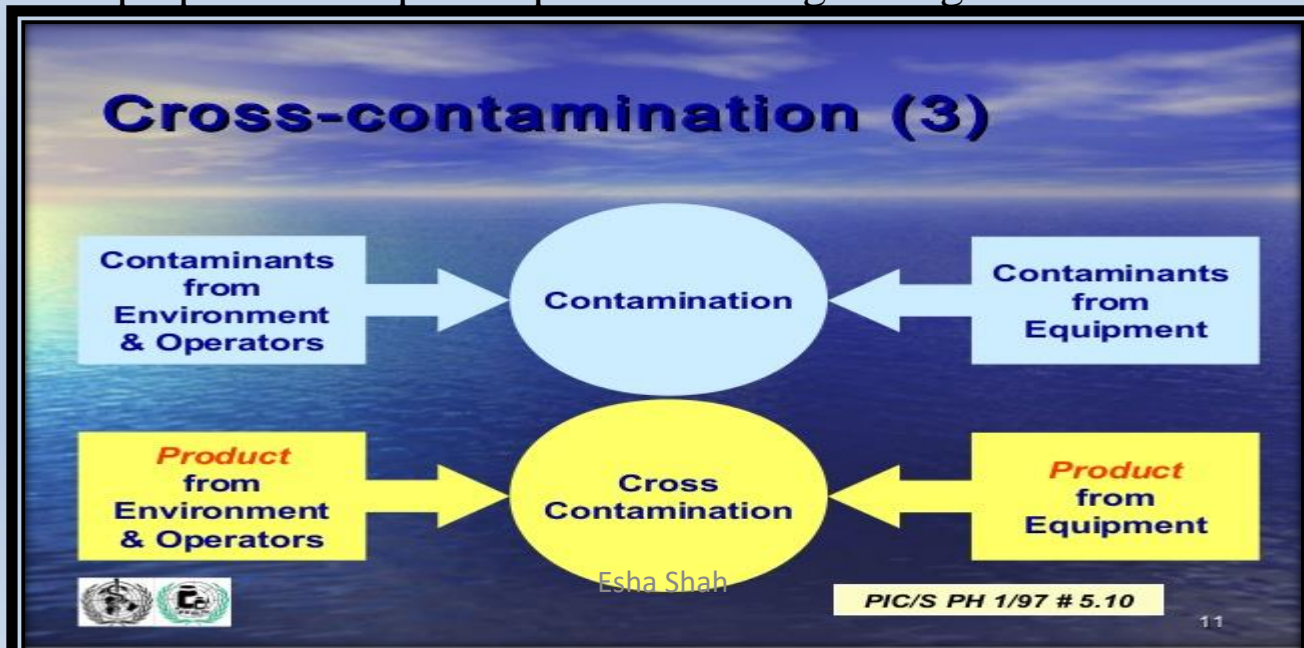 Cross-contamination (3)
Contaminants
from
Environment
& Operators
Contamination
Contaminants
from
Equipment
Product
from
Environment
& Operators
Cross
Contamination
Product
from
Equipment
Esha Shah
PIC/S PH 1/97 # 5.10
11